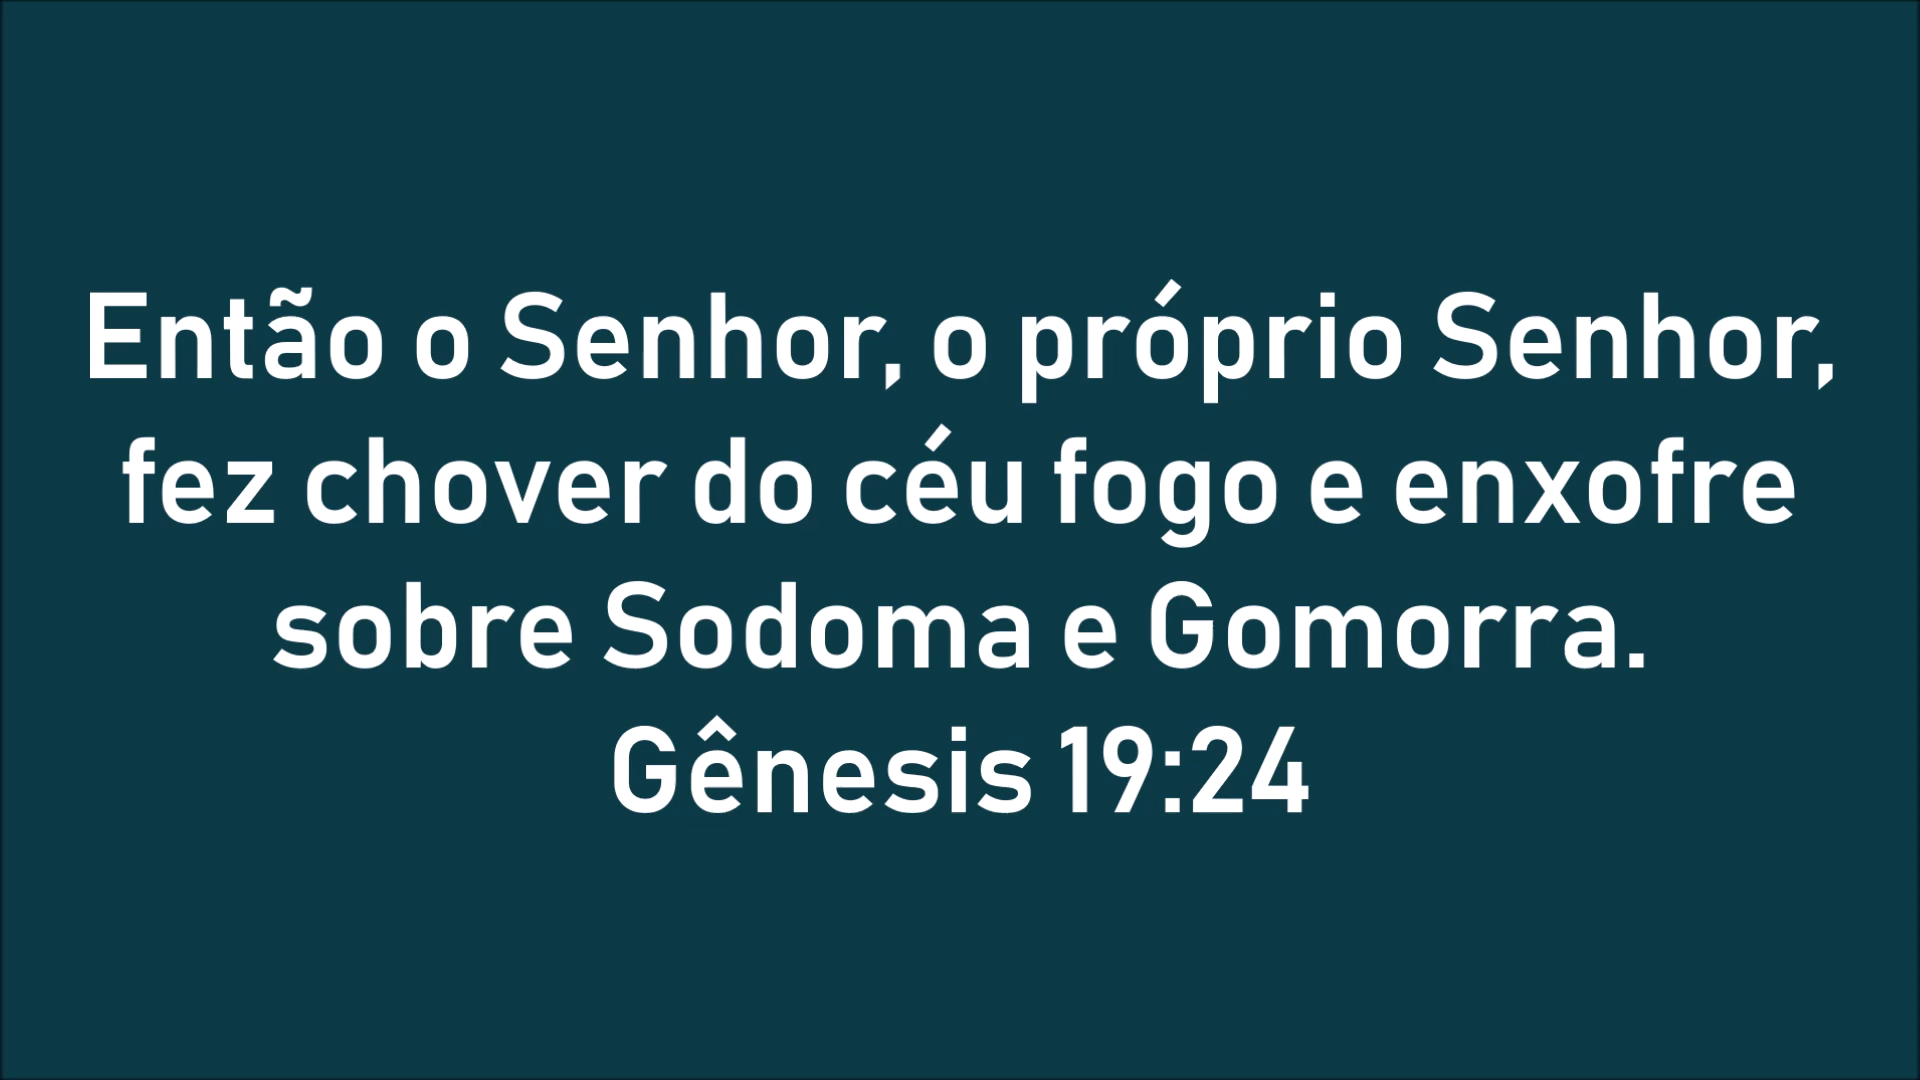 Então o Senhor, o próprio Senhor,
fez chover do céu fogo e enxofre
sobre Sodoma e Gomorra.
Gênesis 19:24